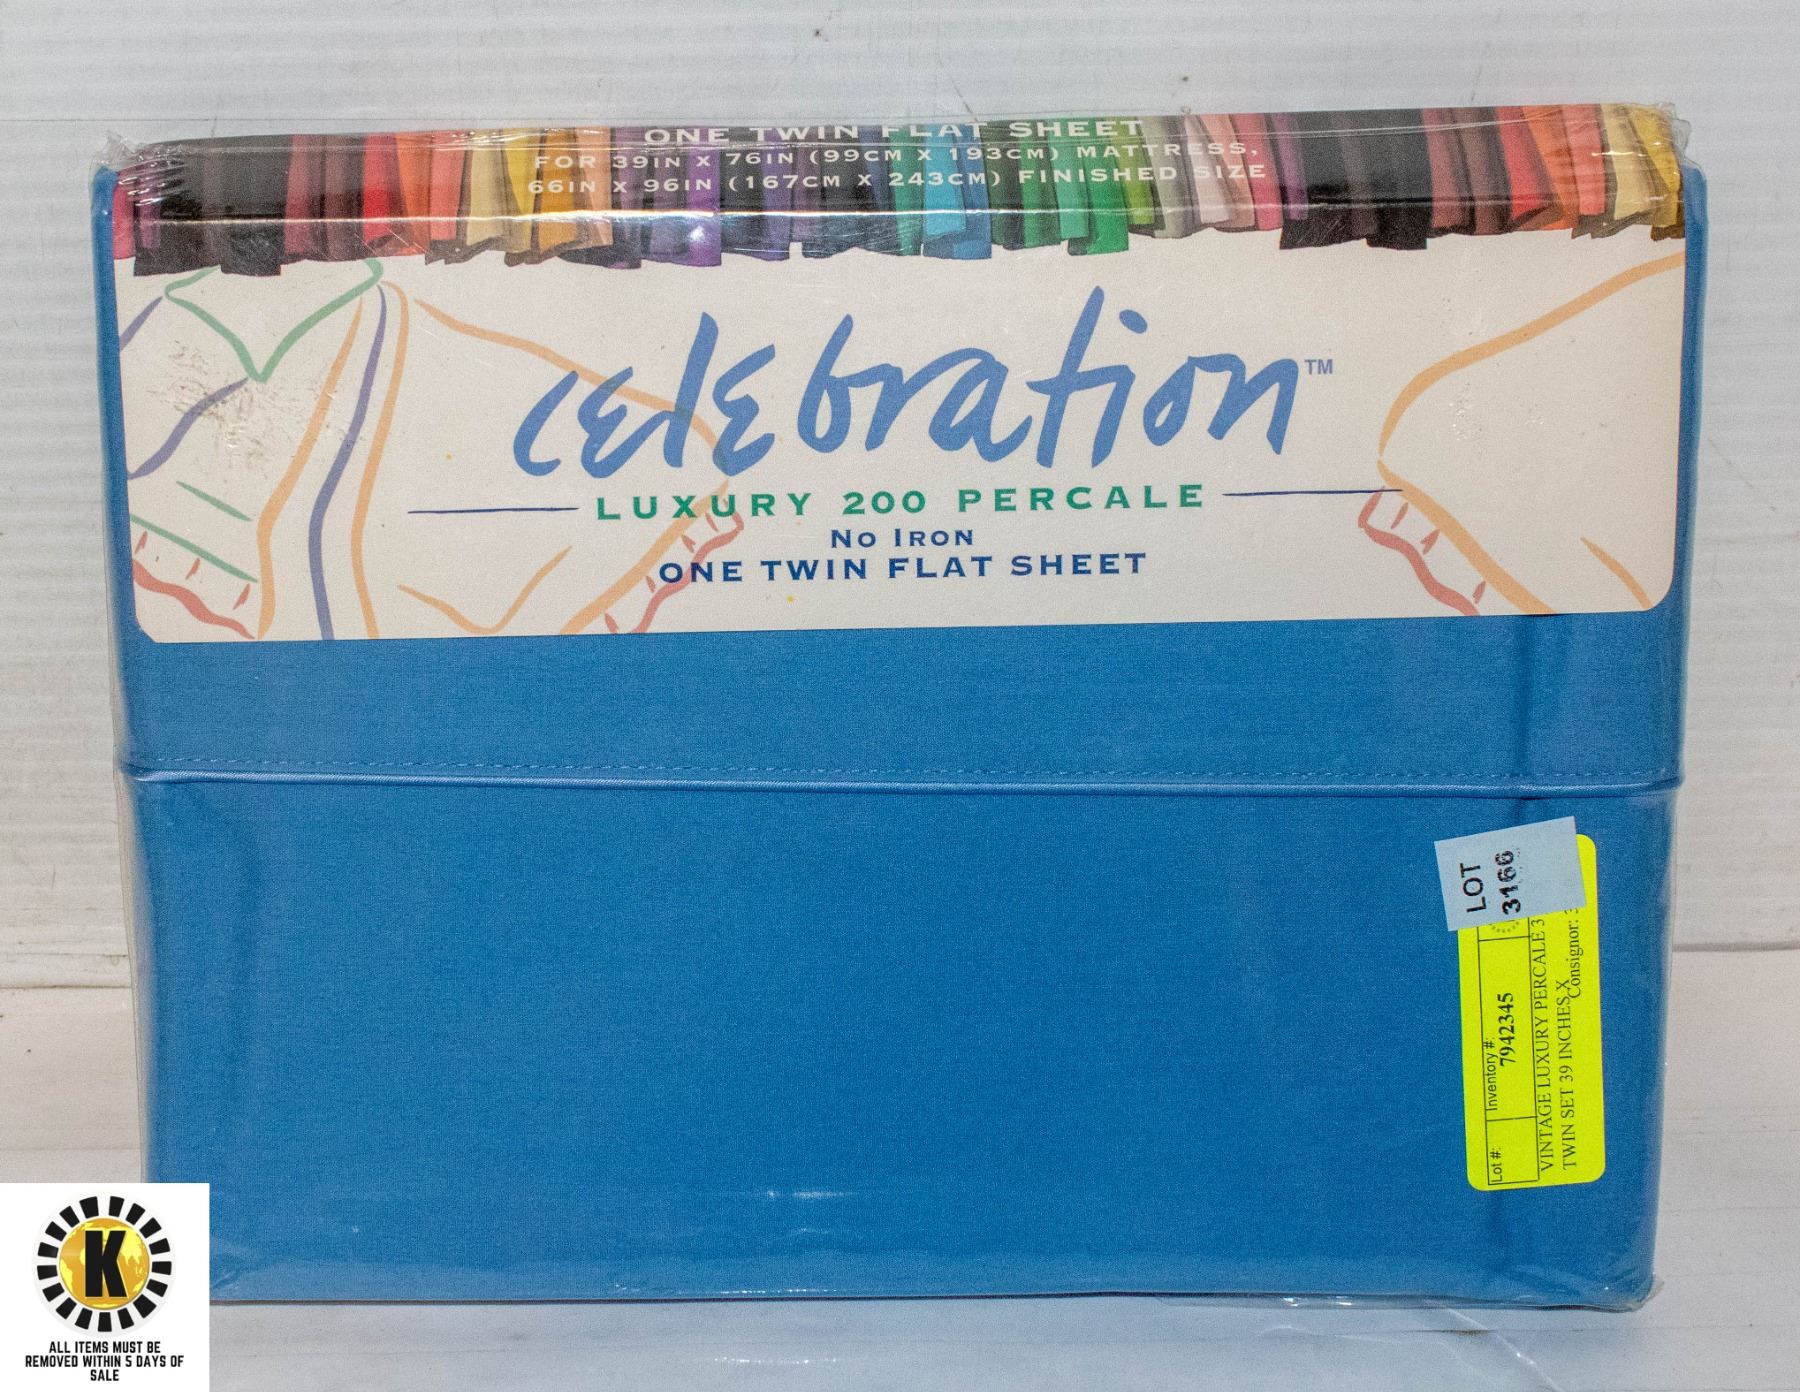 ONE TWIN FLAT SHEET
FOR 39IN X 76IN (99CM X 193CM) MATTRESS,
66IN X 96IN (167CM X 243CM) FINISHED SIZE
celebration™
LUXURY 200 PERCALE
No Iron
ONE TWIN FLAT SHEET
LOT
3166
Lot #:
Inventory #:
7942345
VINTAGE LUXURY PERCALE 3
TWIN SET 39 INCHES X
Consignor:
K
ALL ITEMS MUST BE
REMOVED WITHIN 5 DAYS OF
SALE